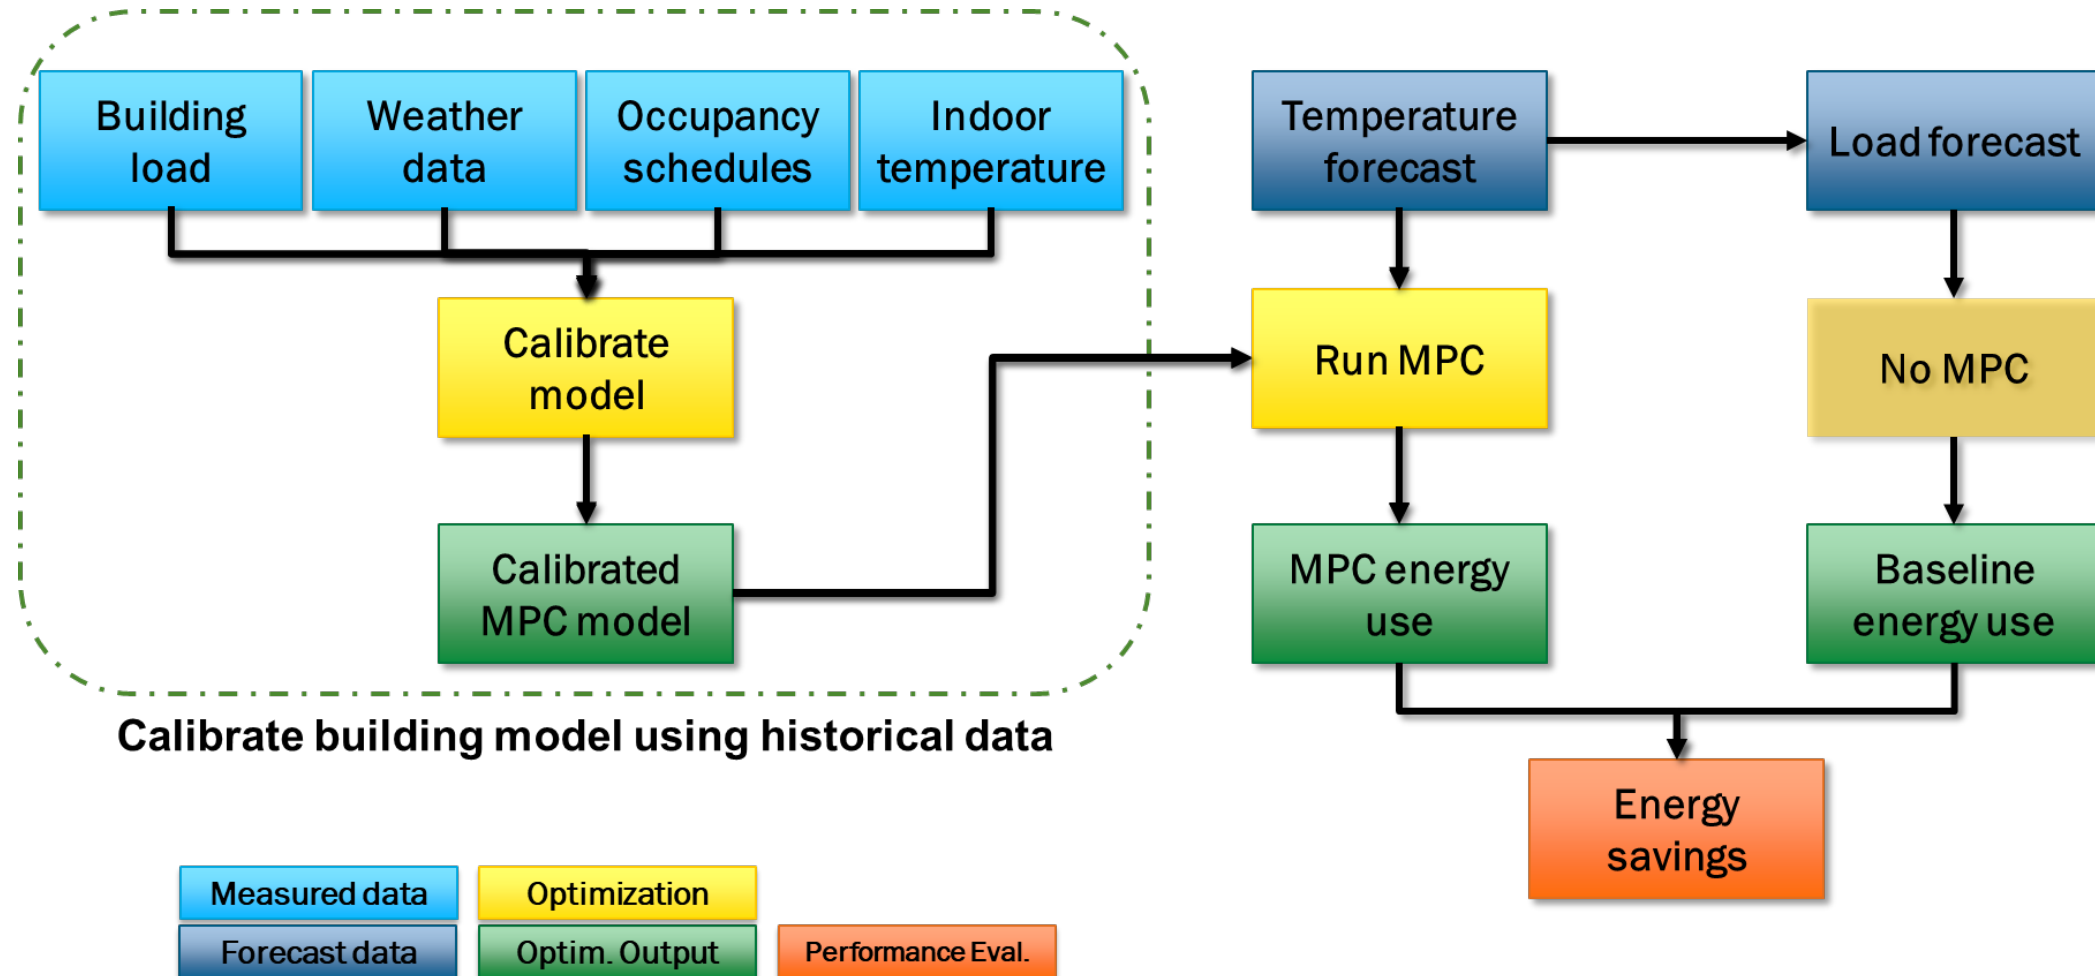 Building
load
Weather
data
Occupancy
schedules
Indoor
temperature
Temperature
forecast
Load forecast
Calibrate
model
Run MPC
No MPC
Calibrated
MPC model
MPC energy
use
Baseline
energy use
Calibrate building model using historical data
Energy
savings
Measured data
Optimization
Forecast data
Optim. Output
Performance Eval.